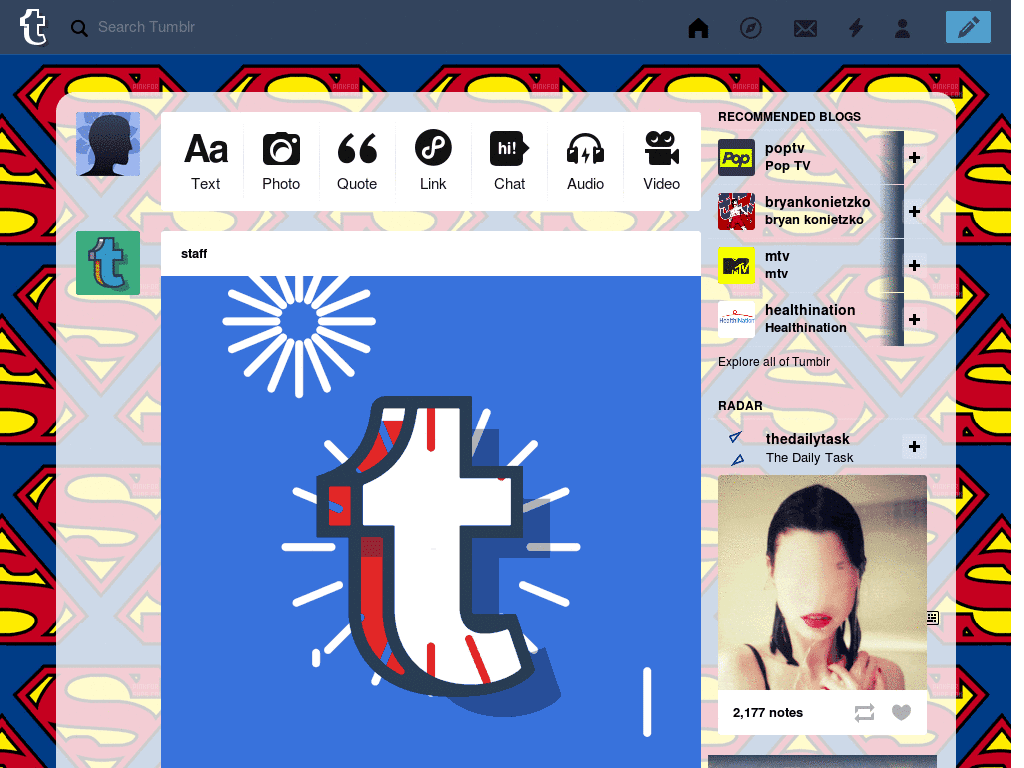 Search Tumblr
Aa
Text
Photo
Quote
Link
hi!
Chat
Audio
Video
RECOMMENDED BLOGS
Pop
poptv
Pop TV
bryankonietzko
bryan konietzko
MTV
mtv
mtv
HealthiNation
healthination
Healthination
Explore all of Tumblr
staff
RADAR
thedailytask
The Daily Task
2,177 notes